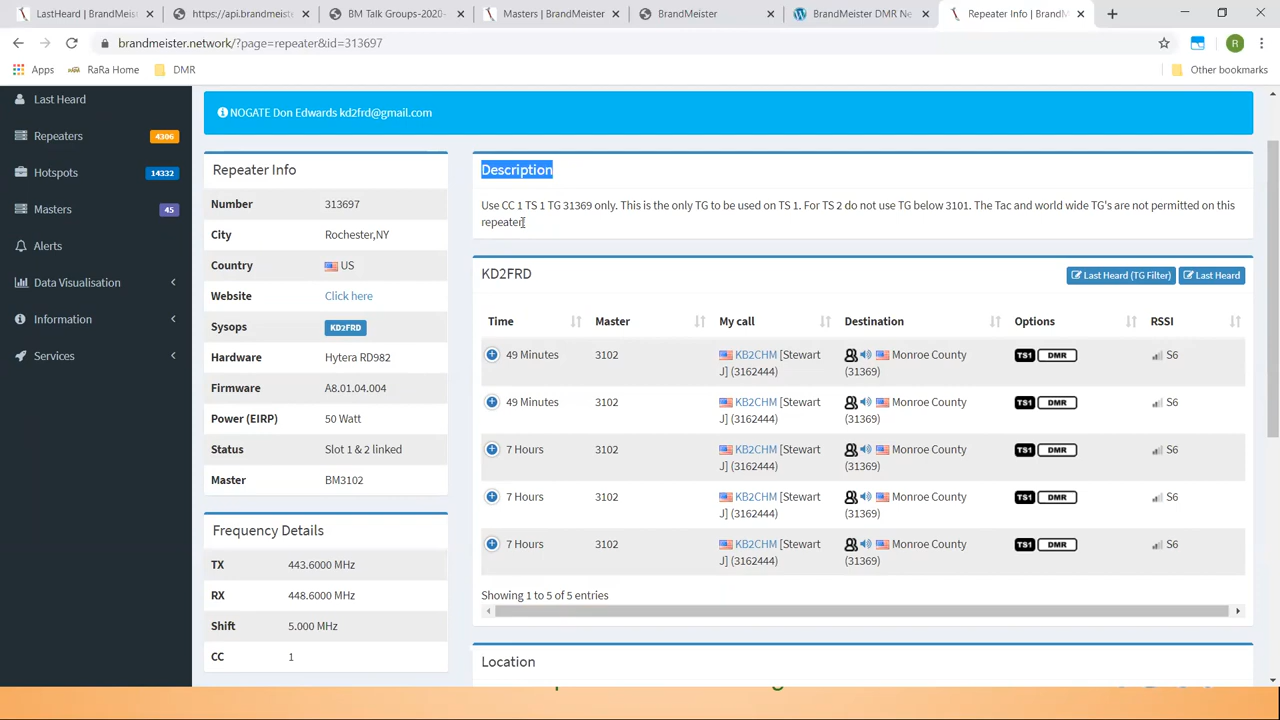 LastHeard | BrandMeiste
https://api.brandmeiste
BM Talk Groups-2020-
Masters | BrandMeister
BrandMeister
BrandMeister DMR Ne
Repeater Info | BrandM
brandmeister.network/?page=repeater&id=313697
R
Apps
RaRa Home
DMR
Other bookmarks
Last Heard
Repeaters 4306
Hotspots 14332
Masters 45
Alerts
Data Visualisation
Information
Services
NOGATE Don Edwards kd2frd@gmail.com
Repeater Info
Number 313697
City Rochester,NY
Country US
Website Click here
Sysops KD2FRD
Hardware Hytera RD982
Firmware A8.01.04.004
Power (EIRP) 50 Watt
Status Slot 1 & 2 linked
Master BM3102
Frequency Details
TX 443.6000 MHz
RX 448.6000 MHz
Shift 5.000 MHz
CC 1
Description
Use CC 1 TS 1 TG 31369 only. This is the only TG to be used on TS 1. For TS 2 do not use TG below 3101. The Tac and world wide TG's are not permitted on this
repeater.
KD2FRD
Last Heard (TG Filter) Last Heard
Time Master My call Destination Options RSSI
49 Minutes 3102 KB2CHM [Stewart Monroe County TS1 DMR S6
J] (3162444) (31369)
49 Minutes 3102 KB2CHM [Stewart Monroe County TS1 DMR S6
J] (3162444) (31369)
7 Hours 3102 KB2CHM [Stewart Monroe County TS1 DMR S6
J] (3162444) (31369)
7 Hours 3102 KB2CHM [Stewart Monroe County TS1 DMR S6
J] (3162444) (31369)
7 Hours 3102 KB2CHM [Stewart Monroe County TS1 DMR S6
J] (3162444) (31369)
Showing 1 to 5 of 5 entries
Location